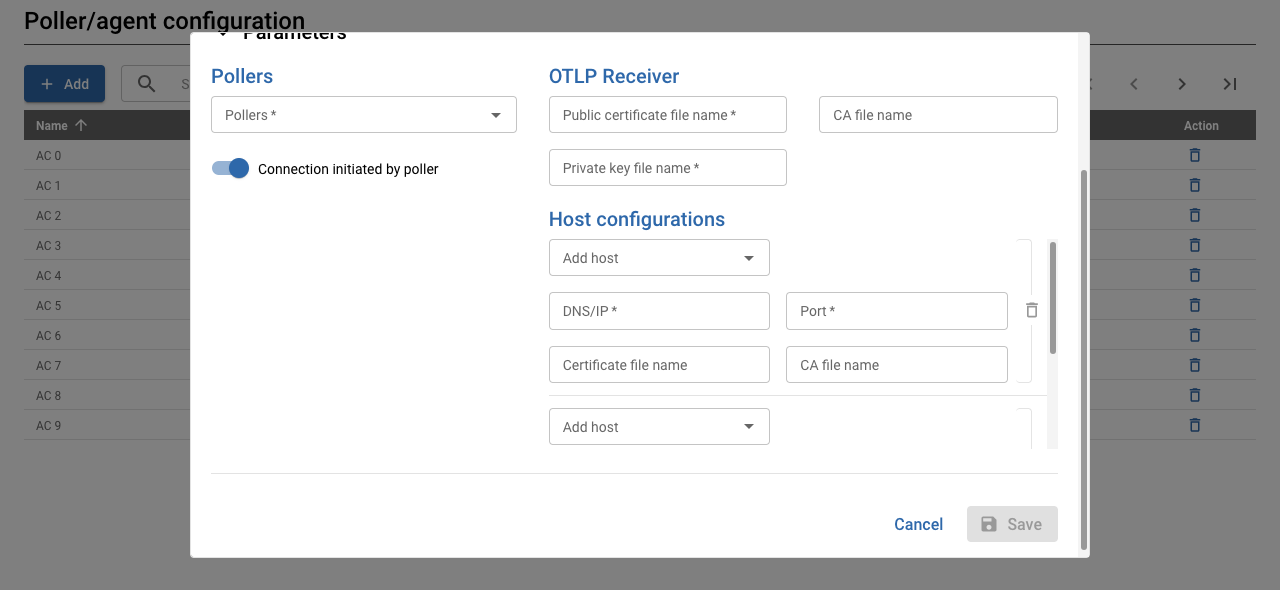 Poller/agent configuration
Parameters
Add
S
Name
Action
AC 0
AC 1
AC 2
AC 3
AC 4
AC 5
AC 6
AC 7
AC 8
AC 9
Pollers
Pollers *
Connection initiated by poller
OTLP Receiver
Public certificate file name *
CA file name
Private key file name *
Host configurations
Add host
DNS/IP *
Port *
Certificate file name
CA file name
Add host
Cancel
Save